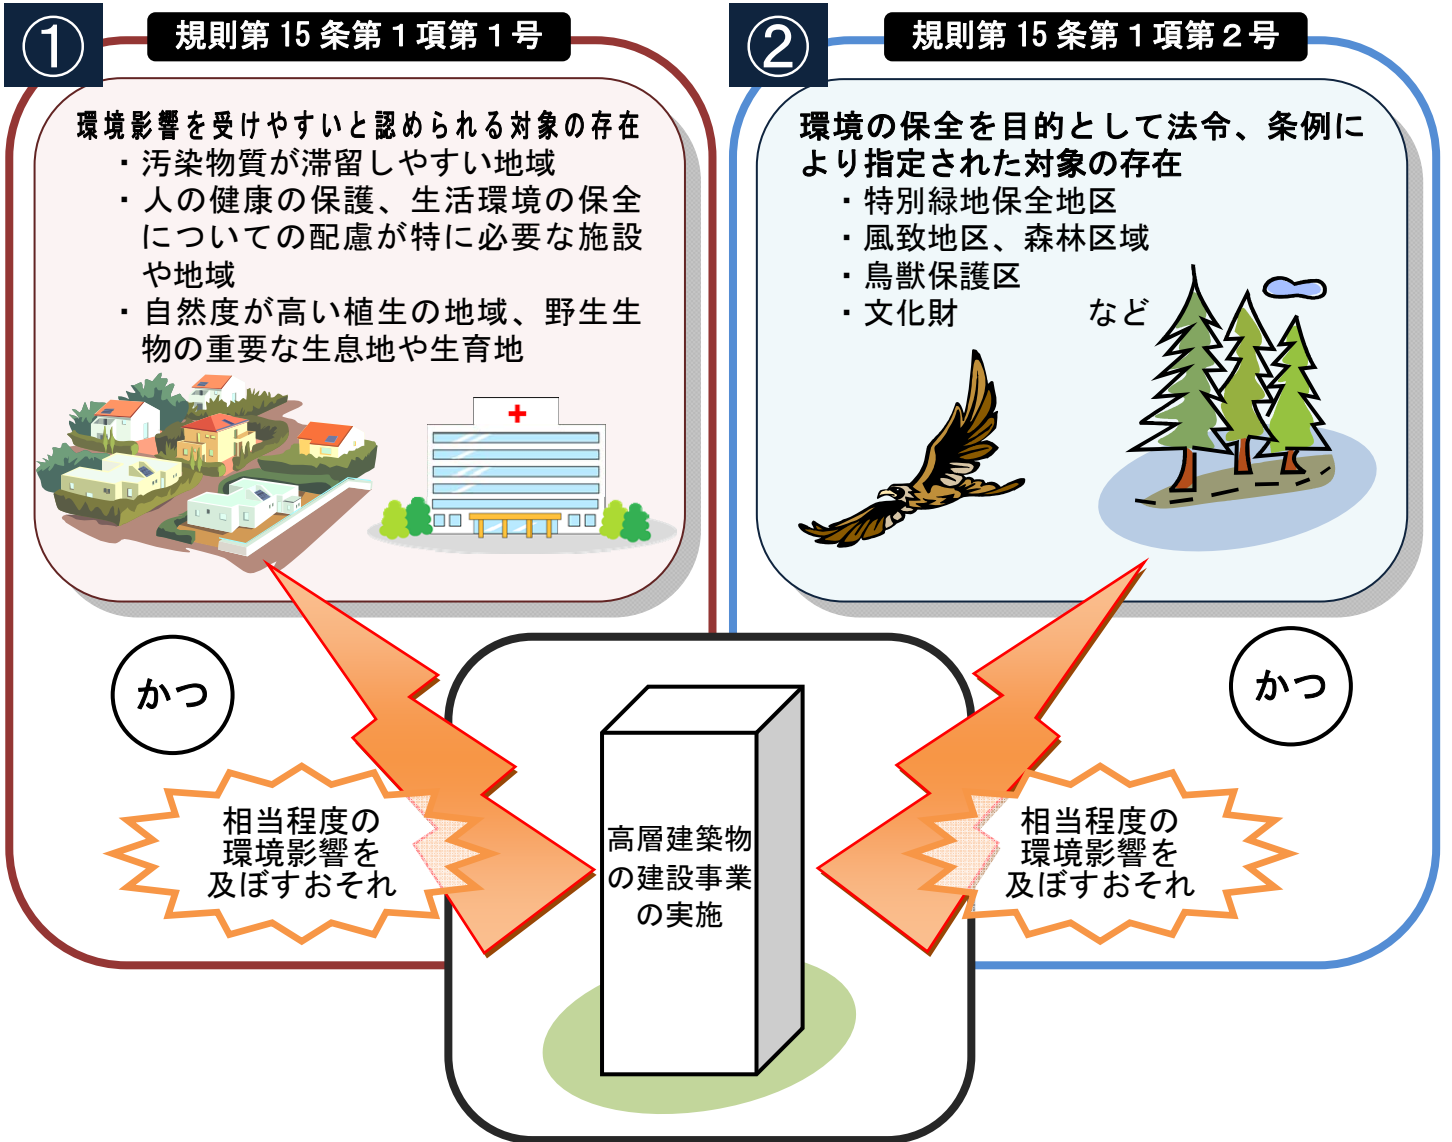 ①
規則第15条第1項第1号
環境影響を受けやすいと認められる対象の存在
・汚染物質が滞留しやすい地域
・人の健康の保護、生活環境の保全
についての配慮が特に必要な施設
や地域
・自然度が高い植生の地域、野生生
物の重要な生息地や生育地
かつ
相当程度の
環境影響を
及ぼすおそれ
②
規則第15条第1項第2号
環境の保全を目的として法令、条例に
より指定された対象の存在
・特別緑地保全地区
・風致地区、森林区域
・鳥獣保護区
・文化財 など
かつ
相当程度の
環境影響を
及ぼすおそれ
高層建築物
の建設事業
の実施